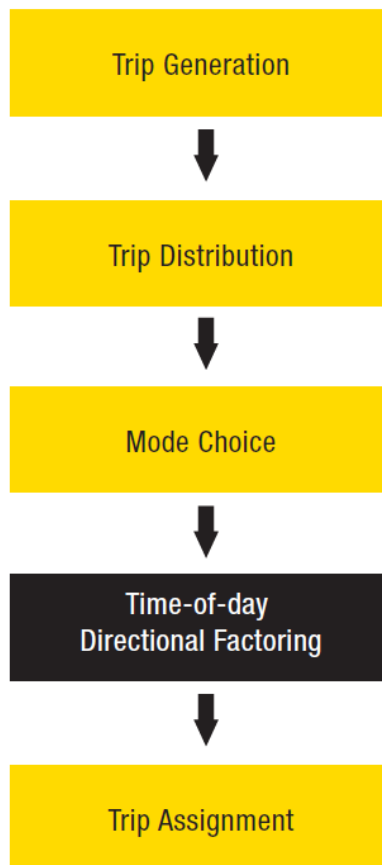 Trip Generation
Trip Distribution
Mode Choice
Time-of-day
Directional Factoring
Trip Assignment